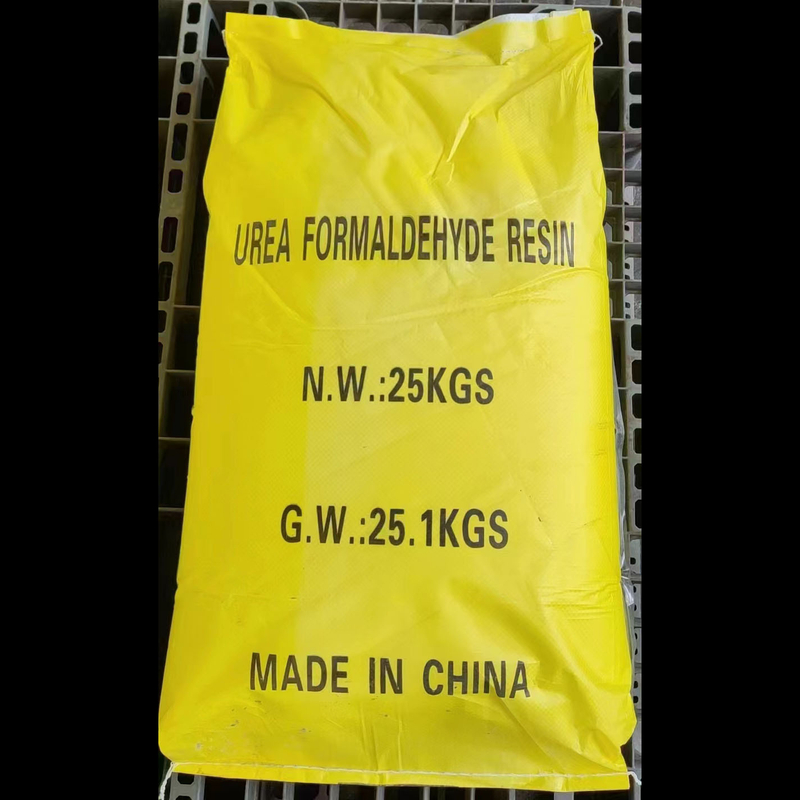 UREA FORMALDEHYDE RESIN
N.W.:25KGS
G.W.:25.1KGS
MADE IN CHINA